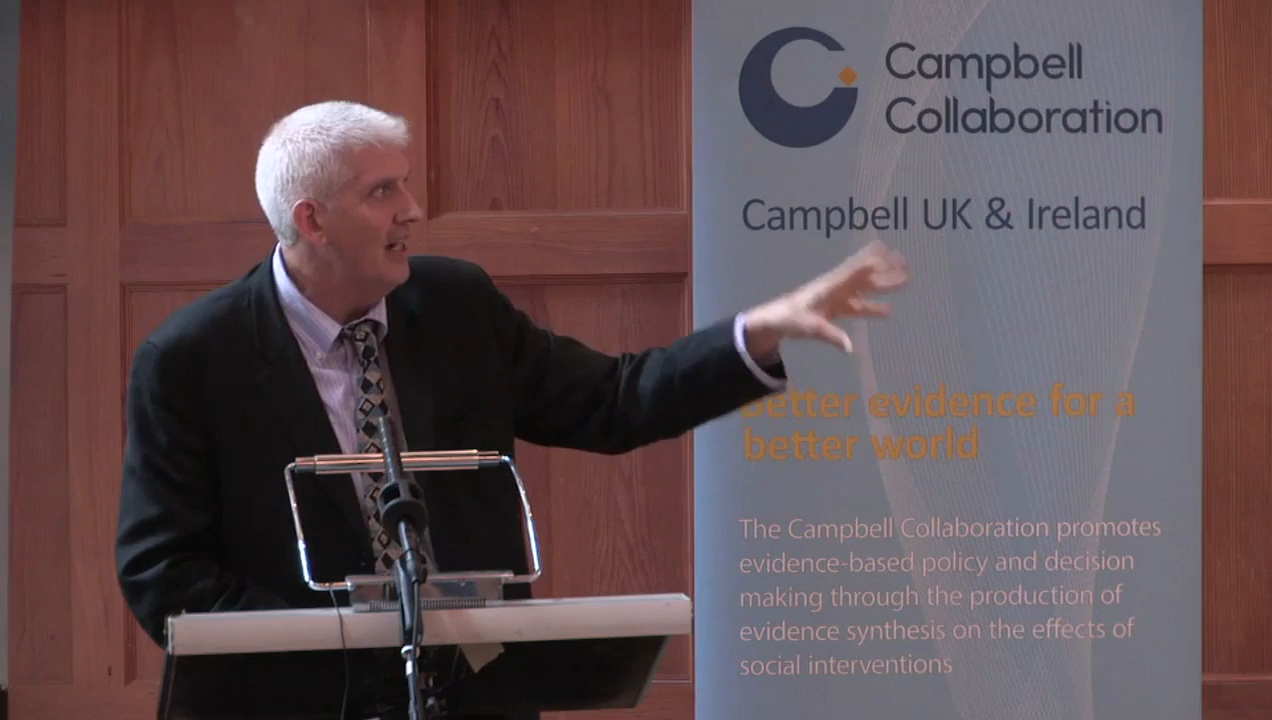 Campbell
Collaboration
Campbell UK & Ireland
Better evidence for a
better world
The Campbell Collaboration promotes
evidence-based policy and decision
making through the production of
evidence synthesis on the effects of
social interventions